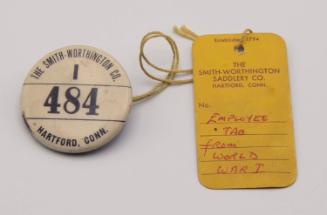 THE SMITH-WORTHINGTON CO.
1
484
HARTFORD, CONN.
Established 1794
THE
SMITH-WORTHINGTON
SADDLERY CO.
HARTFORD, CONN.
No.
EMPLOYEE
TAB
FROM
WORLD
WAR I